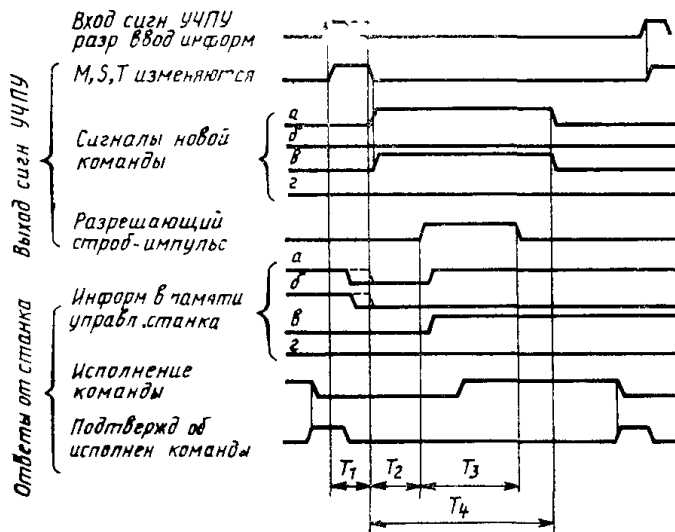 Вход сигн УЧПУ
разр ввод информ
М,S,T изменяются
Выход сигн УЧПУ
Сигналы новой
команды
а
б
в
г
Разрешающий
строб-импульс
Ответы от станка
Информ в памяти
управл.станка
а
б
в
г
Исполнение
команды
Подтвержд об
исполнен команды
T1
T2
T3
T4